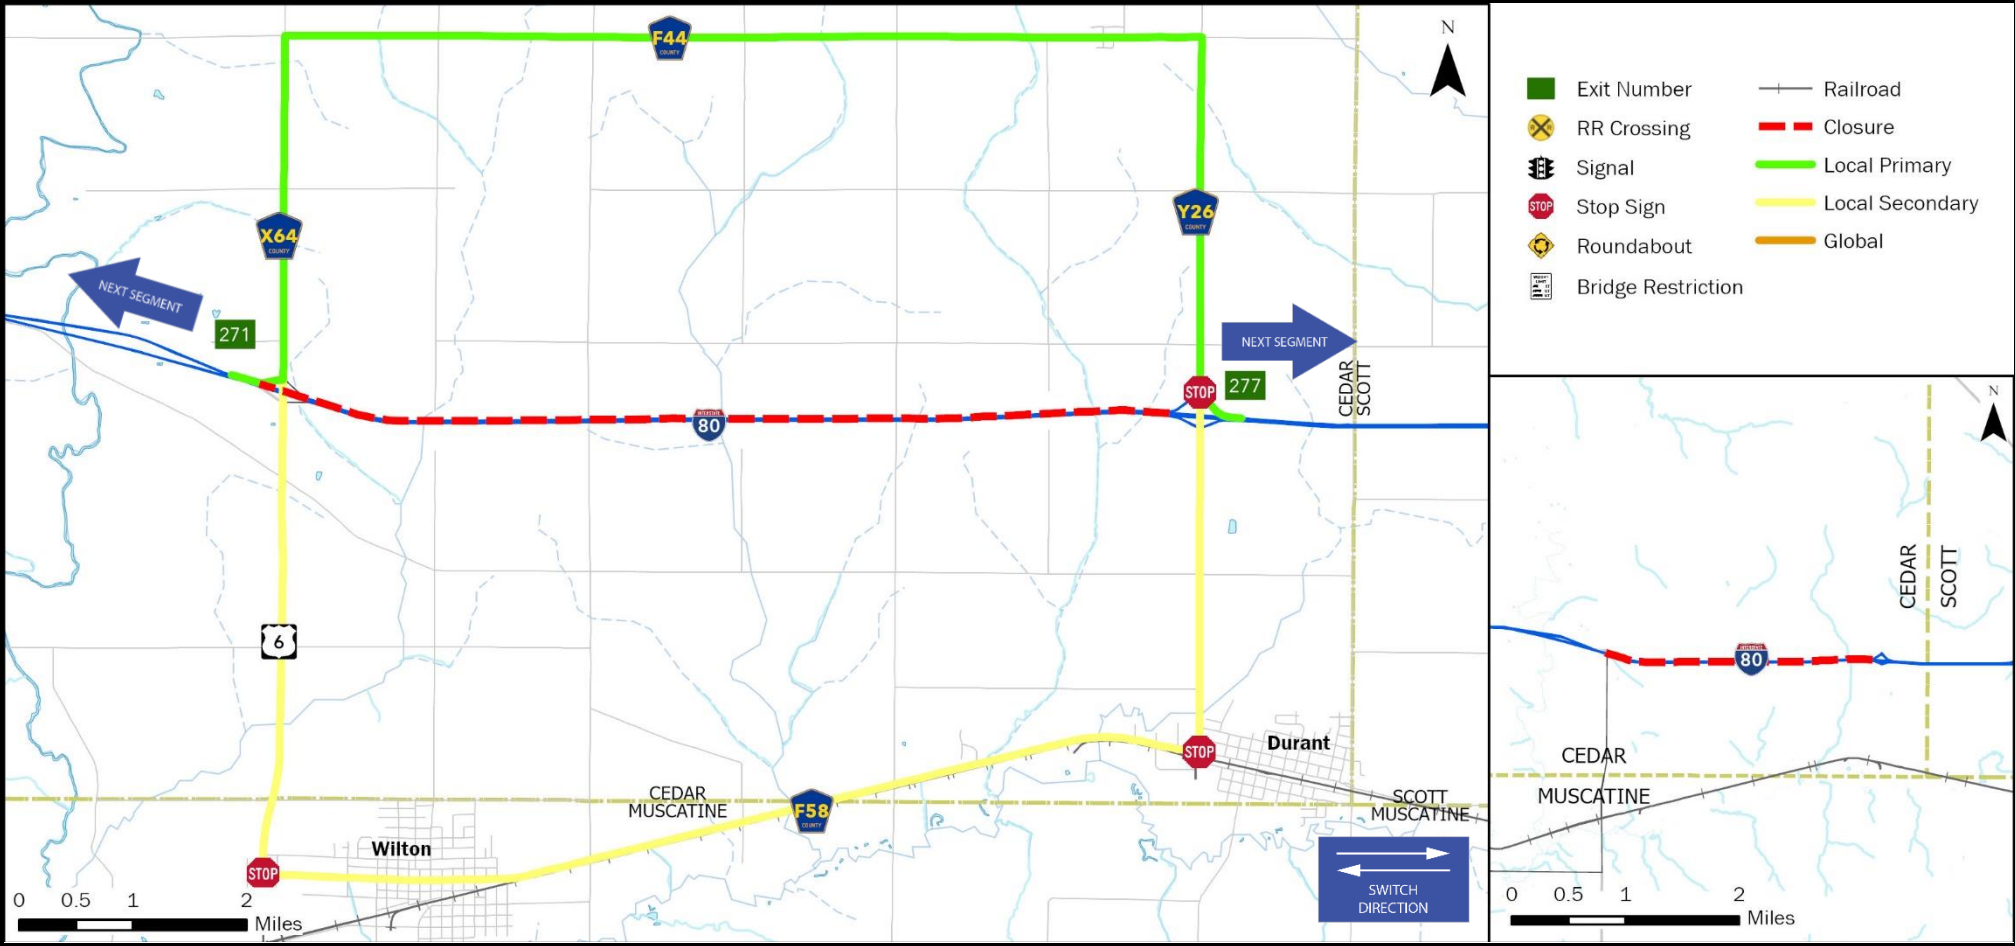 F44
COUNTY
N
X64
COUNTY
Y26
COUNTY
NEXT SEGMENT
271
NEXT SEGMENT
STOP
277
CEDAR
SCOTT
80
6
STOP
Durant
CEDAR
MUSCATINE
F58
COUNTY
SCOTT
MUSCATINE
Wilton
STOP
SWITCH
DIRECTION
0 0.5 1 2
Miles
Exit Number
RR Crossing
Signal
STOP
Stop Sign
Roundabout
Bridge Restriction
Railroad
Closure
Local Primary
Local Secondary
Global
N
CEDAR
SCOTT
80
CEDAR
MUSCATINE
0 0.5 1 2
Miles